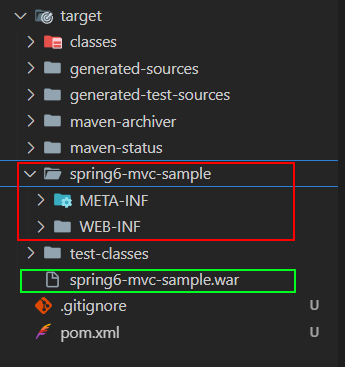 target
classes
generated-sources
generated-test-sources
maven-archiver
maven-status
spring6-mvc-sample
META-INF
WEB-INF
test-classes
spring6-mvc-sample.war
.gitignore U
pom.xml U